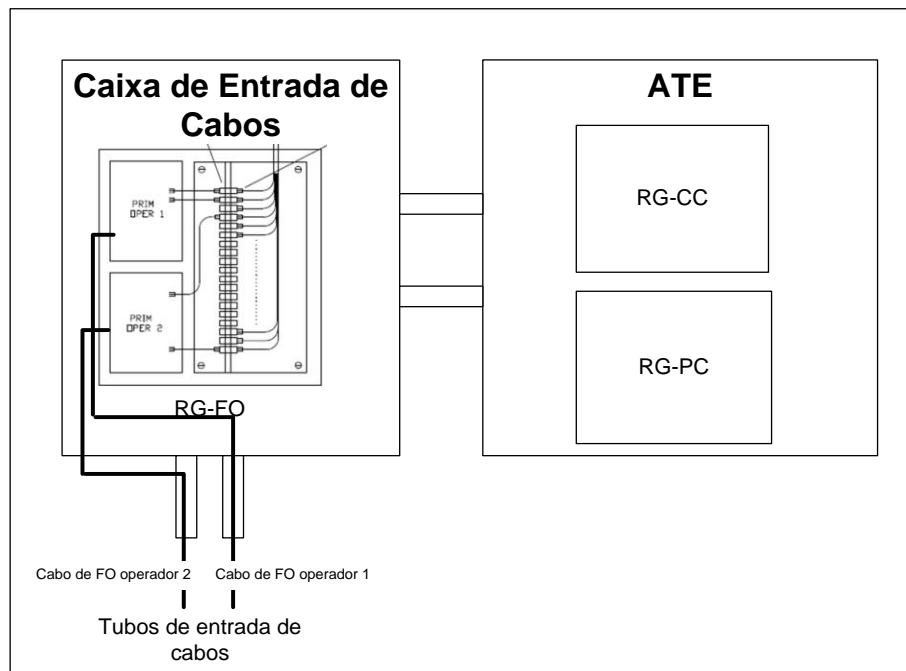 Caixa de Entrada de
Cabos
ATE
PRIM
OPER 1
PRIM
OPER 2
RG-CC
RG-PC
RG-FO
Cabo de FO operador 2
Cabo de FO operador 1
Tubos de entrada de
cabos